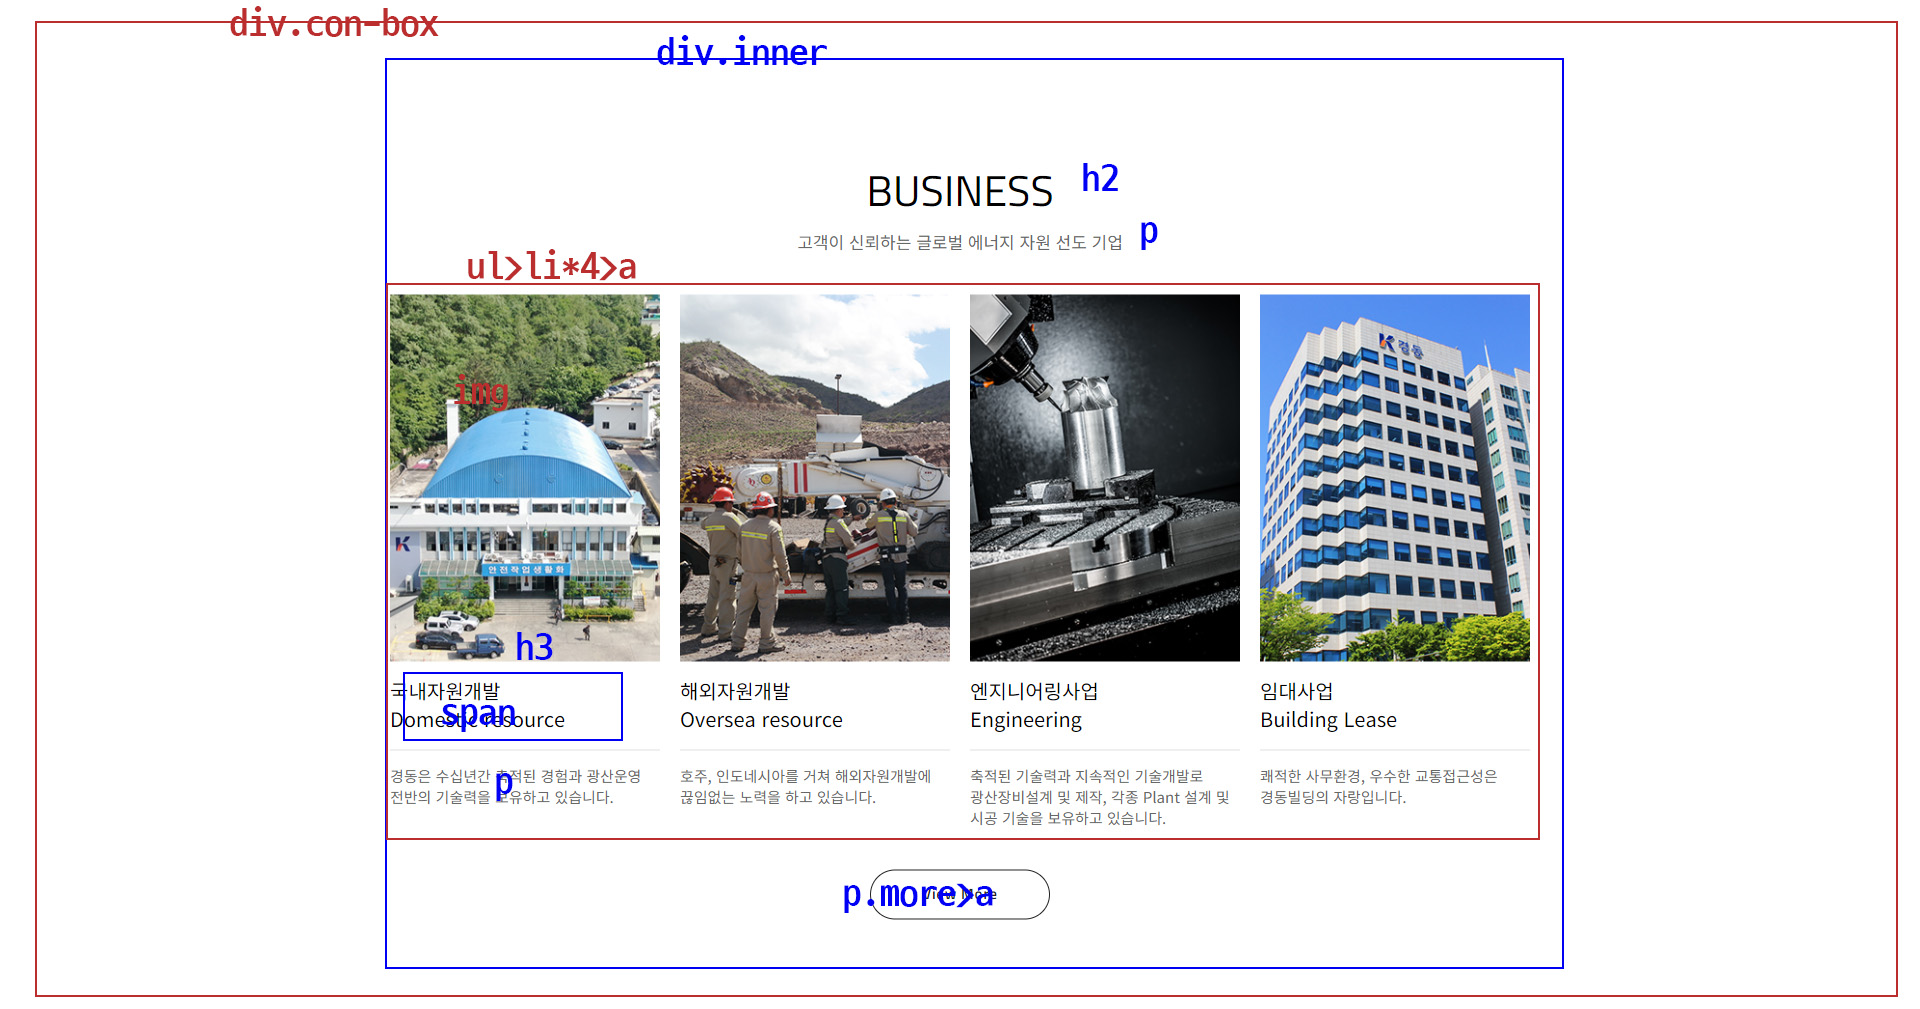 div.con-box
div.inner
BUSINESS h2
고객이 신뢰하는 글로벌 에너지 자원 선도 기업 p
ul>li*4>a
img
K 경동
K
안전작업생활화
h3
국내자원개발
Domestic resource
span
경동은 수십년간 축적된 경험과 광산운영
전반의 기술력을 보유하고 있습니다.
p
해외자원개발
Oversea resource
호주, 인도네시아를 거쳐 해외자원개발에
끊임없는 노력을 하고 있습니다.
엔지니어링사업
Engineering
축적된 기술력과 지속적인 기술개발로
광산장비설계 및 제작, 각종 Plant 설계 및
시공 기술을 보유하고 있습니다.
임대사업
Building Lease
쾌적한 사무환경, 우수한 교통접근성은
경동빌딩의 자랑입니다.
p.more>a
View More